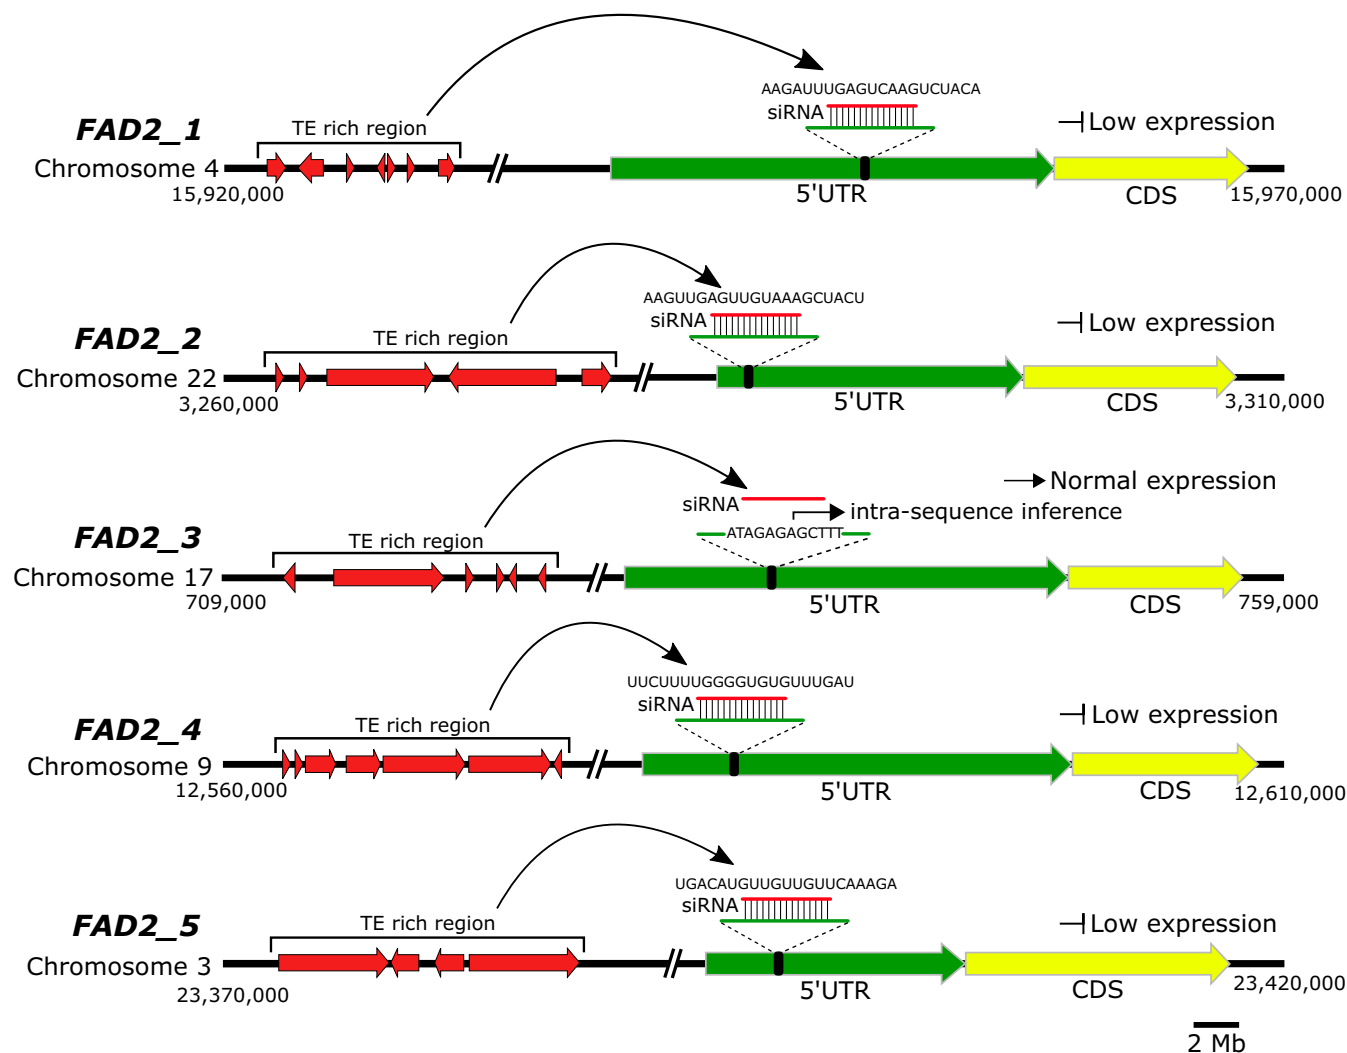 AAGAUUUGAGUCAAGUCUACA
siRNA
FAD2_1
TE rich region
Low expression
Chromosome 4
15,920,000
5'UTR
CDS
15,970,000
AAGUUGAGUUGUAAAGCUACU
siRNA
FAD2_2
TE rich region
Low expression
Chromosome 22
3,260,000
5'UTR
CDS
3,310,000
Normal expression
siRNA
intra-sequence inference
FAD2_3
TE rich region
ATAGAGAGCTTT
Chromosome 17
709,000
5'UTR
CDS
759,000
UUCUUUUGGGGUGUGUUUGAU
siRNA
FAD2_4
TE rich region
Low expression
Chromosome 9
12,560,000
5'UTR
CDS
12,610,000
UGACAUGUUGUUGUUCAAAGA
siRNA
FAD2_5
TE rich region
Low expression
Chromosome 3
23,370,000
5'UTR
CDS
23,420,000
2 Mb